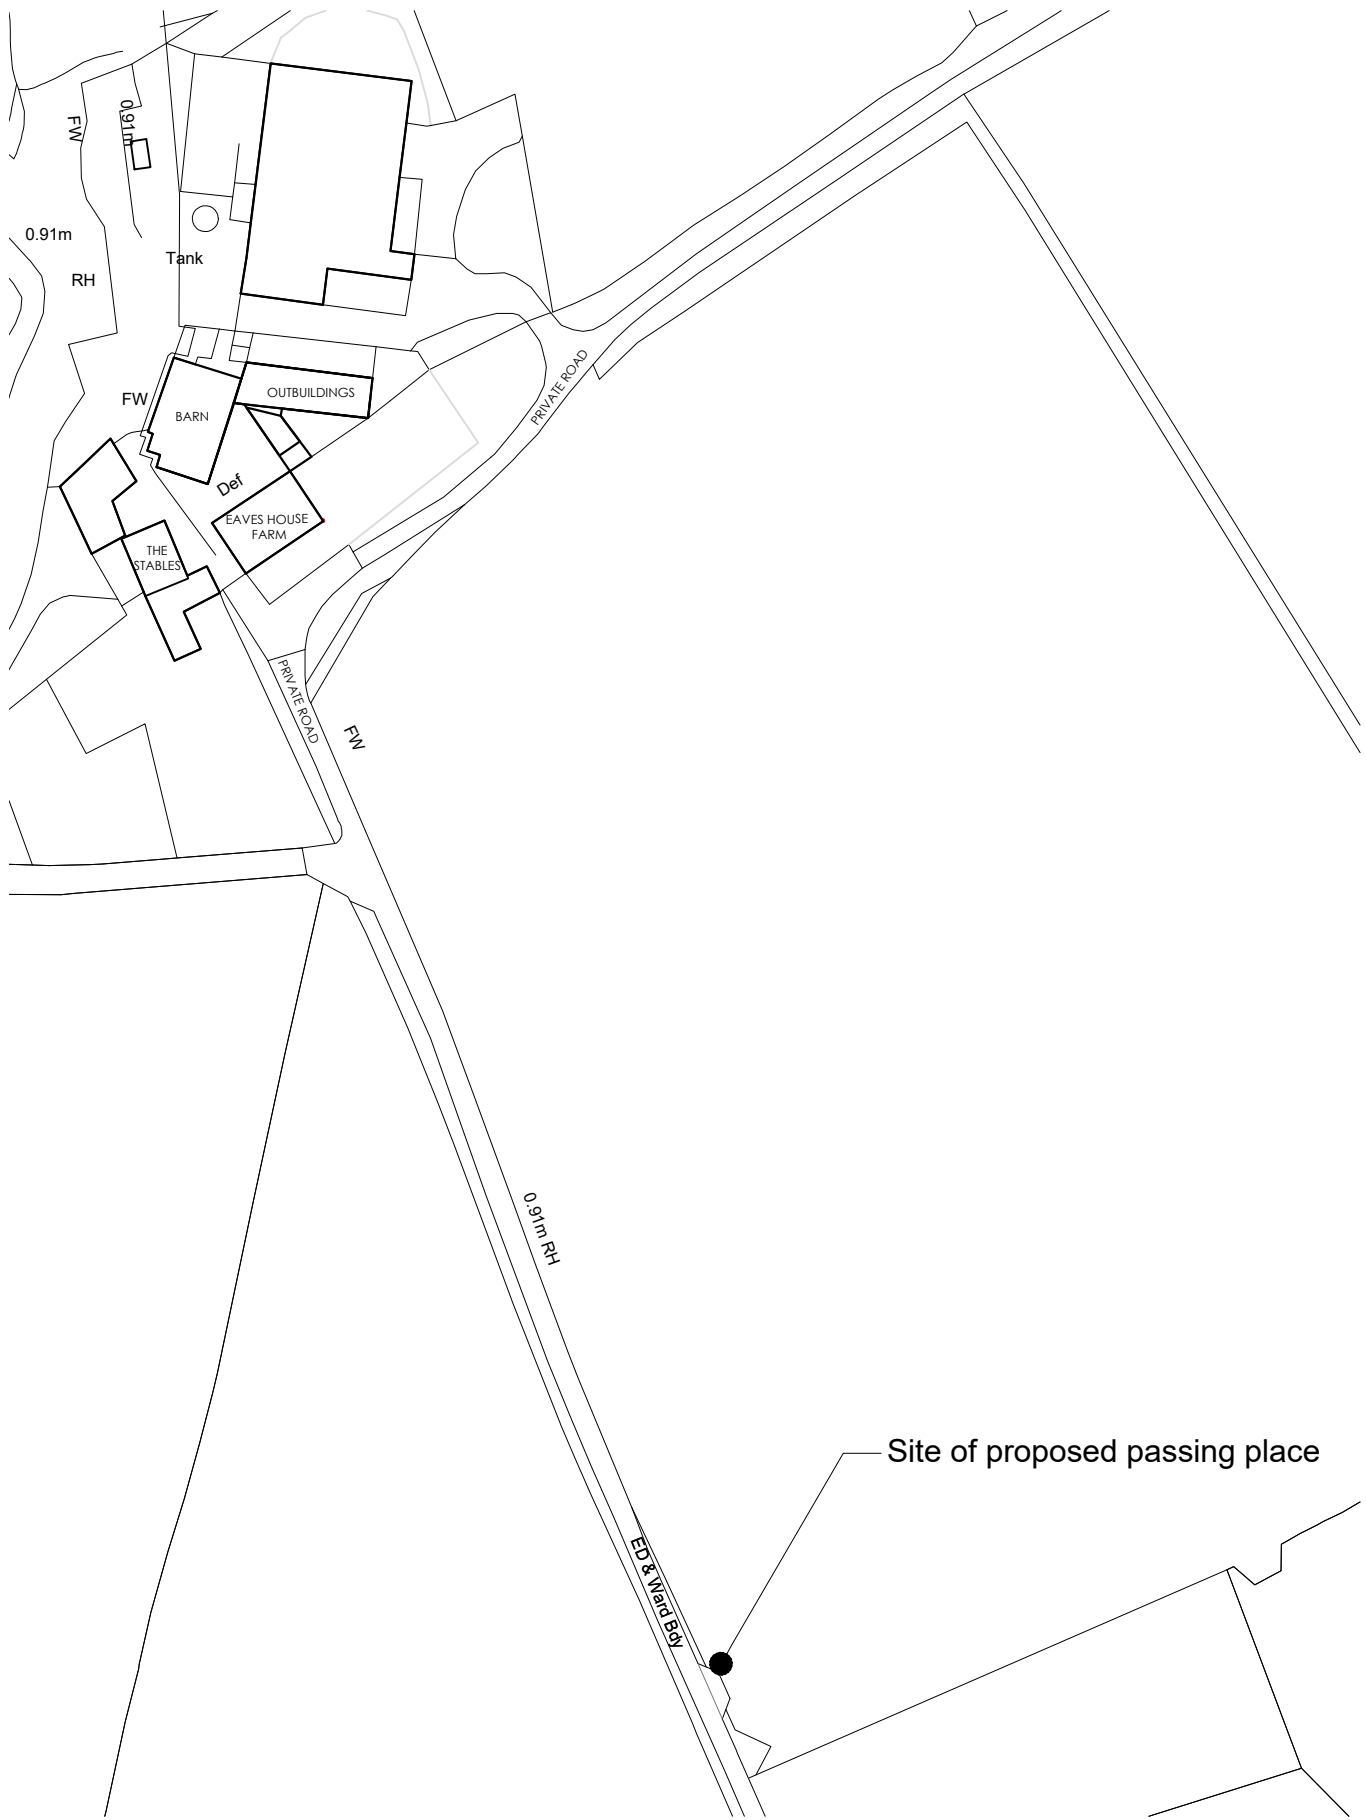 FW
0.91m
0.91m
RH
Tank
FW
BARN
OUTBUILDINGS
PRIVATE ROAD
Def
EAVES HOUSE
FARM
THE
STABLES
PRIVATE ROAD
FW
0.91m RH
Site of proposed passing place
ED & Ward Bdy